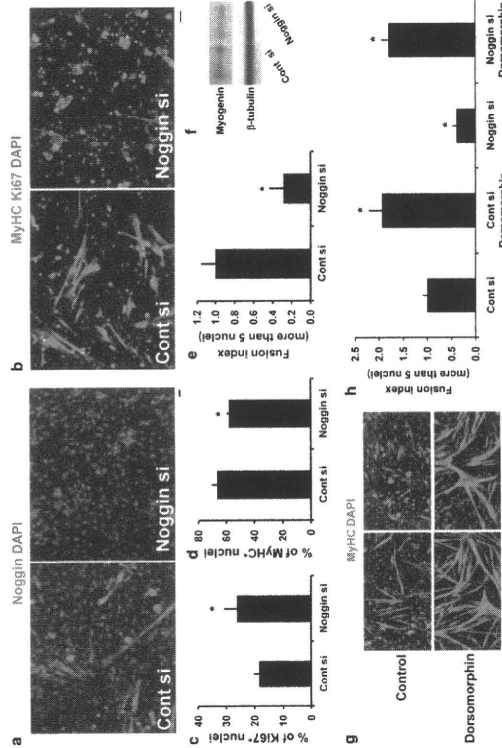 a
Noggin DAPI
Cont si
Noggin si
b
MyHC Ki67 DAPI
Cont si
Noggin si
c
% of Ki67⁺ nuclei
40
30
20
10
0
*
Cont si
Noggin si
d
% of MyHC⁺ nuclei
80
60
40
20
0
*
Cont si
Noggin si
e
Fusion index
(more than 5 nuclei)
1.2
1.0
0.8
0.6
0.4
0.2
0.0
*
Cont si
Noggin si
f
Myogenin
β-tubulin
Cont si
Noggin si
g
MyHC DAPI
Control
Dorsomorphin
h
Fusion index
(more than 5 nuclei)
2.5
2.0
1.5
1.0
0.5
0.0
*
*
*
Cont si
Cont si
Noggin si
Noggin si
Dorsomorphin
Dorsomorphin